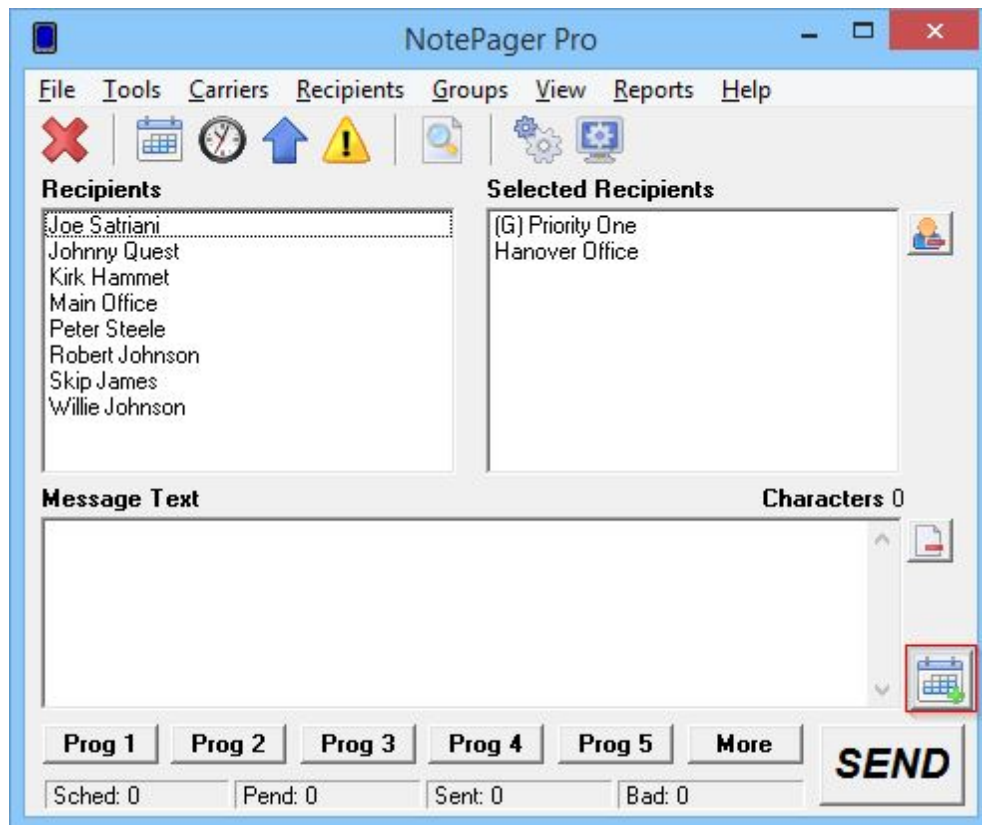 NotePager Pro
File Tools Carriers Recipients Groups View Reports Help
Recipients
Joe Satriani
Johnny Quest
Kirk Hammet
Main Office
Peter Steele
Robert Johnson
Skip James
Willie Johnson
Selected Recipients
(G) Priority One
Hanover Office
Message Text
Characters 0
Prog 1 Prog 2 Prog 3 Prog 4 Prog 5 More
SEND
Sched: 0 Pend: 0 Sent: 0 Bad: 0